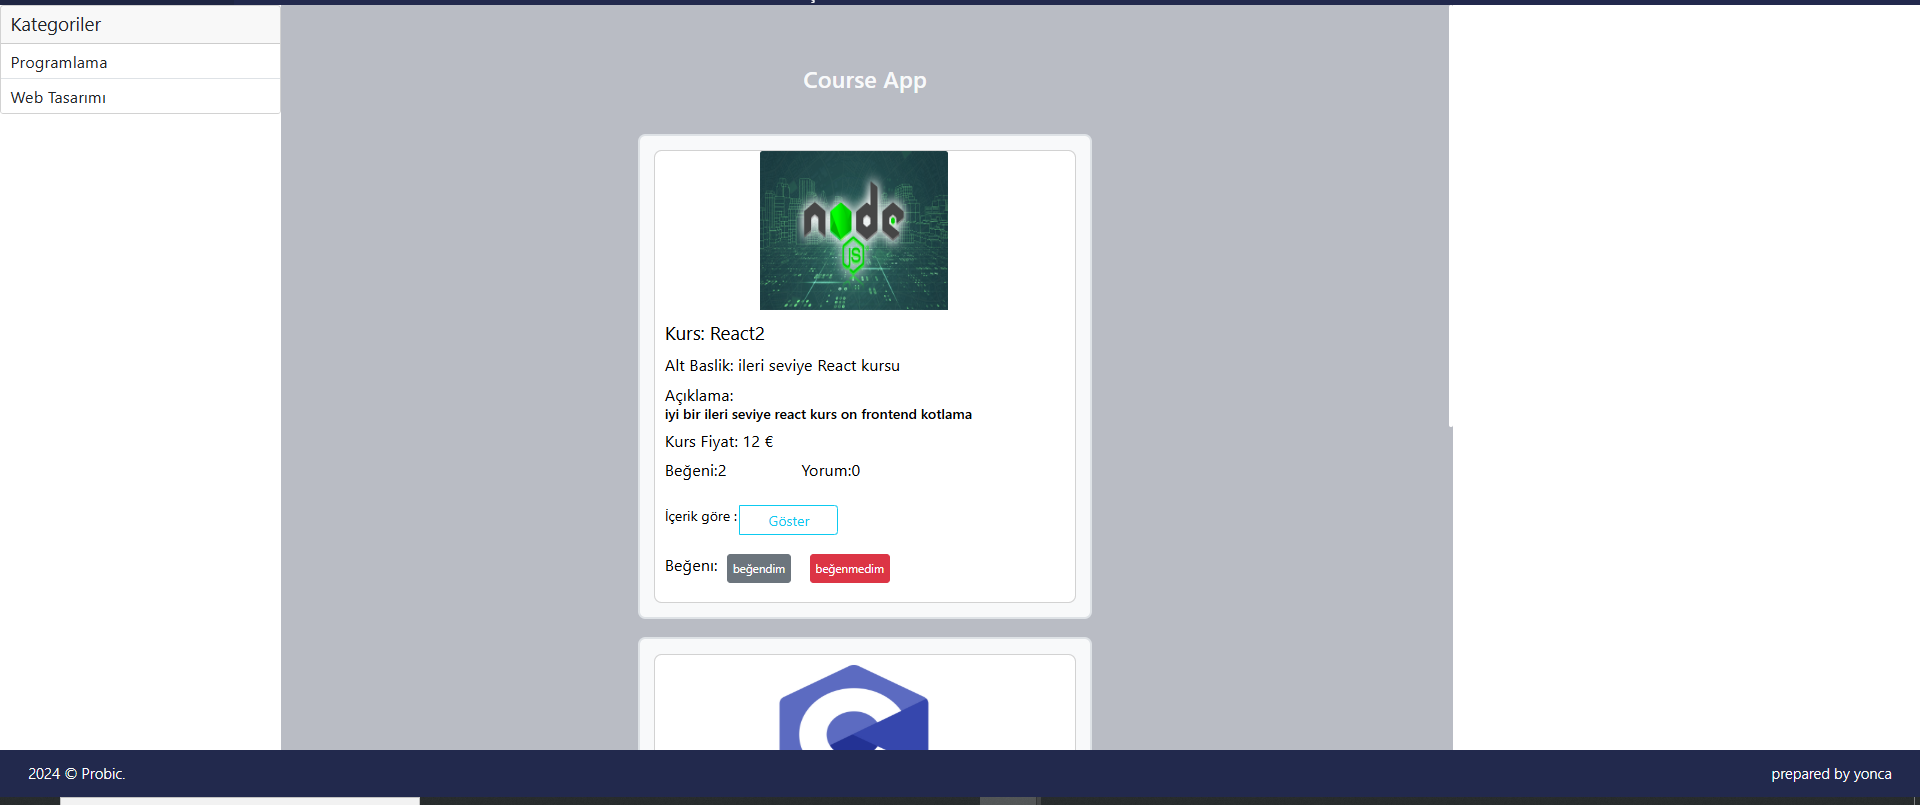 Kategoriler
Programlama
Web Tasarımı
Course App
node
JS
Kurs: React2
Alt Baslik: ileri seviye React kursu
Açıklama:
iyi bir ileri seviye react kurs on frontend kotlama
Kurs Fiyat: 12 €
Beğeni:2 Yorum:0
İçerik göre : Göster
Beğenı: beğendim beğenmedim
2024 © Probic. prepared by yonca